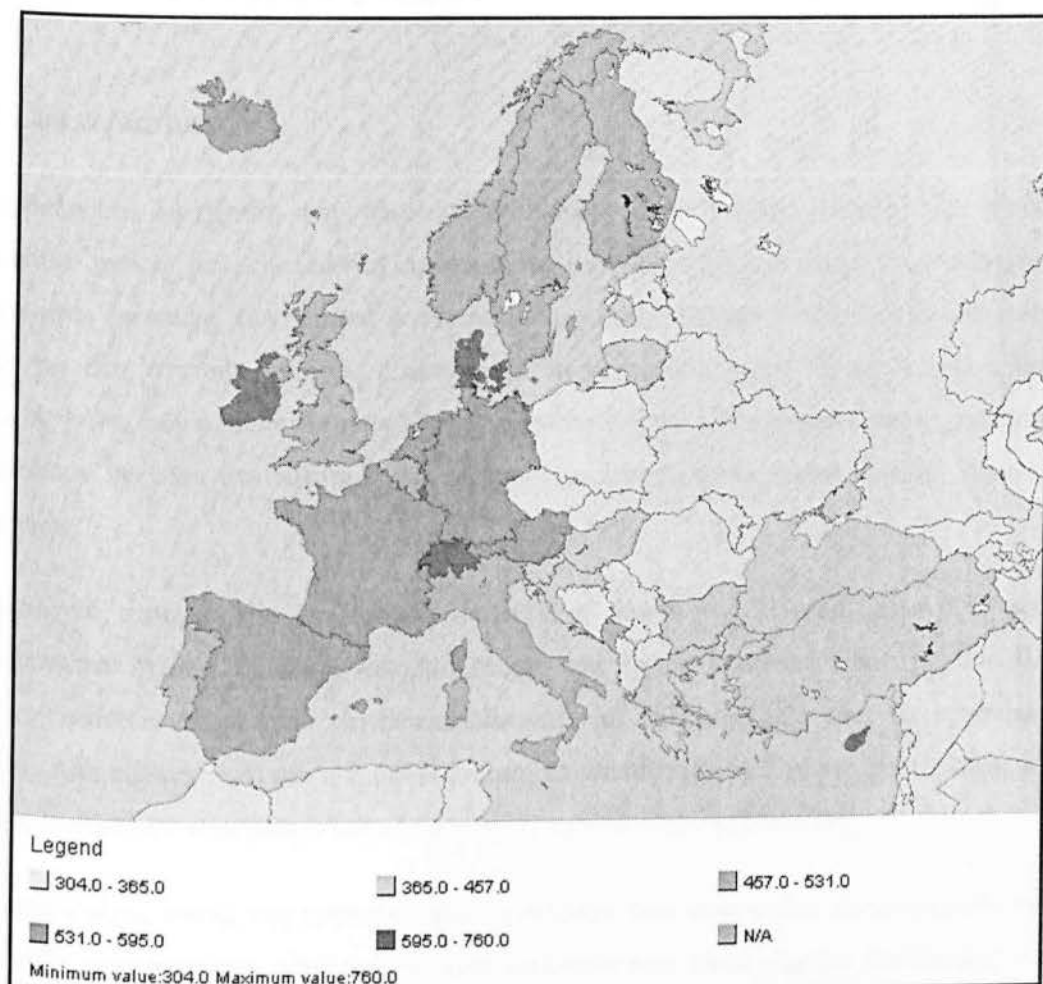 Legend
304.0 - 365.0 365.0 - 457.0 457.0 - 531.0
531.0 - 595.0 595.0 - 760.0 N/A
Minimum value:304.0 Maximum value:760.0